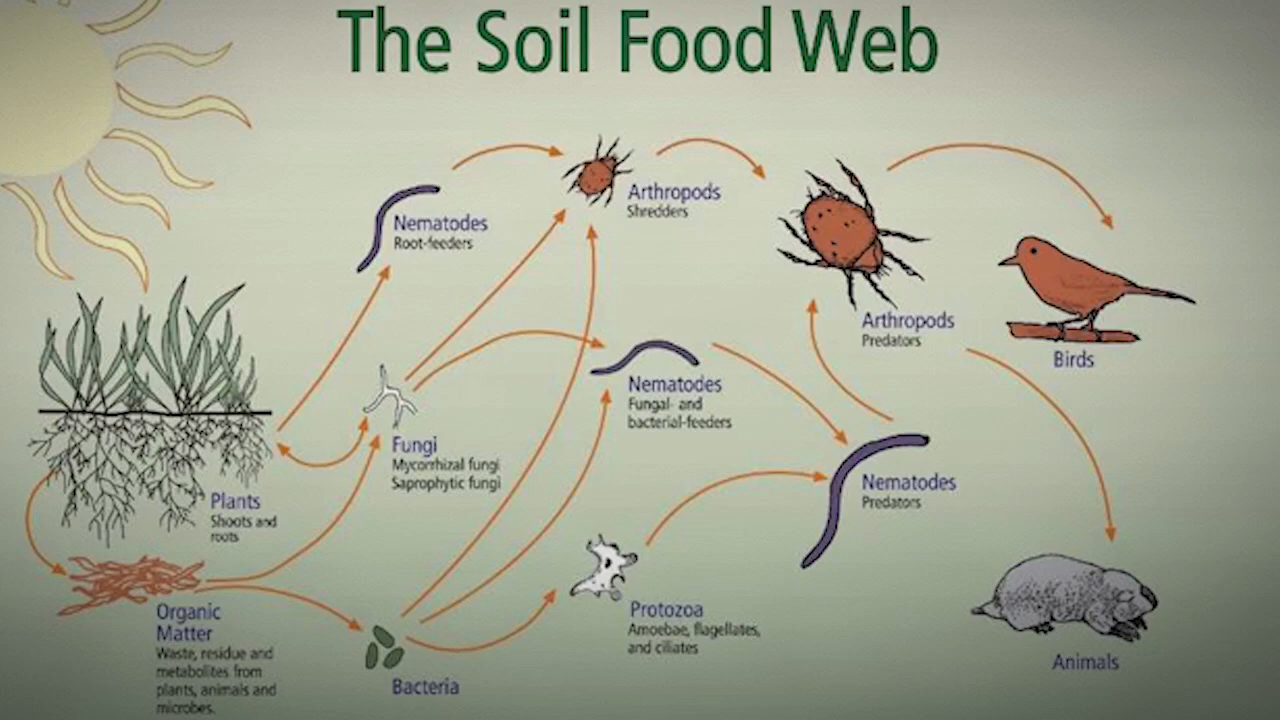 The Soil Food Web
Arthropods
Shredders
Nematodes
Root-feeders
Arthropods
Predators
Birds
Nematodes
Fungal- and
bacterial-feeders
Fungi
Mycorrhizal fungi
Saprophytic fungi
Nematodes
Predators
Plants
Shoots and
roots
Organic
Matter
Waste, residue and
metabolites from
plants, animals and
microbes.
Protozoa
Amoebae, flagellates,
and ciliates
Animals
Bacteria